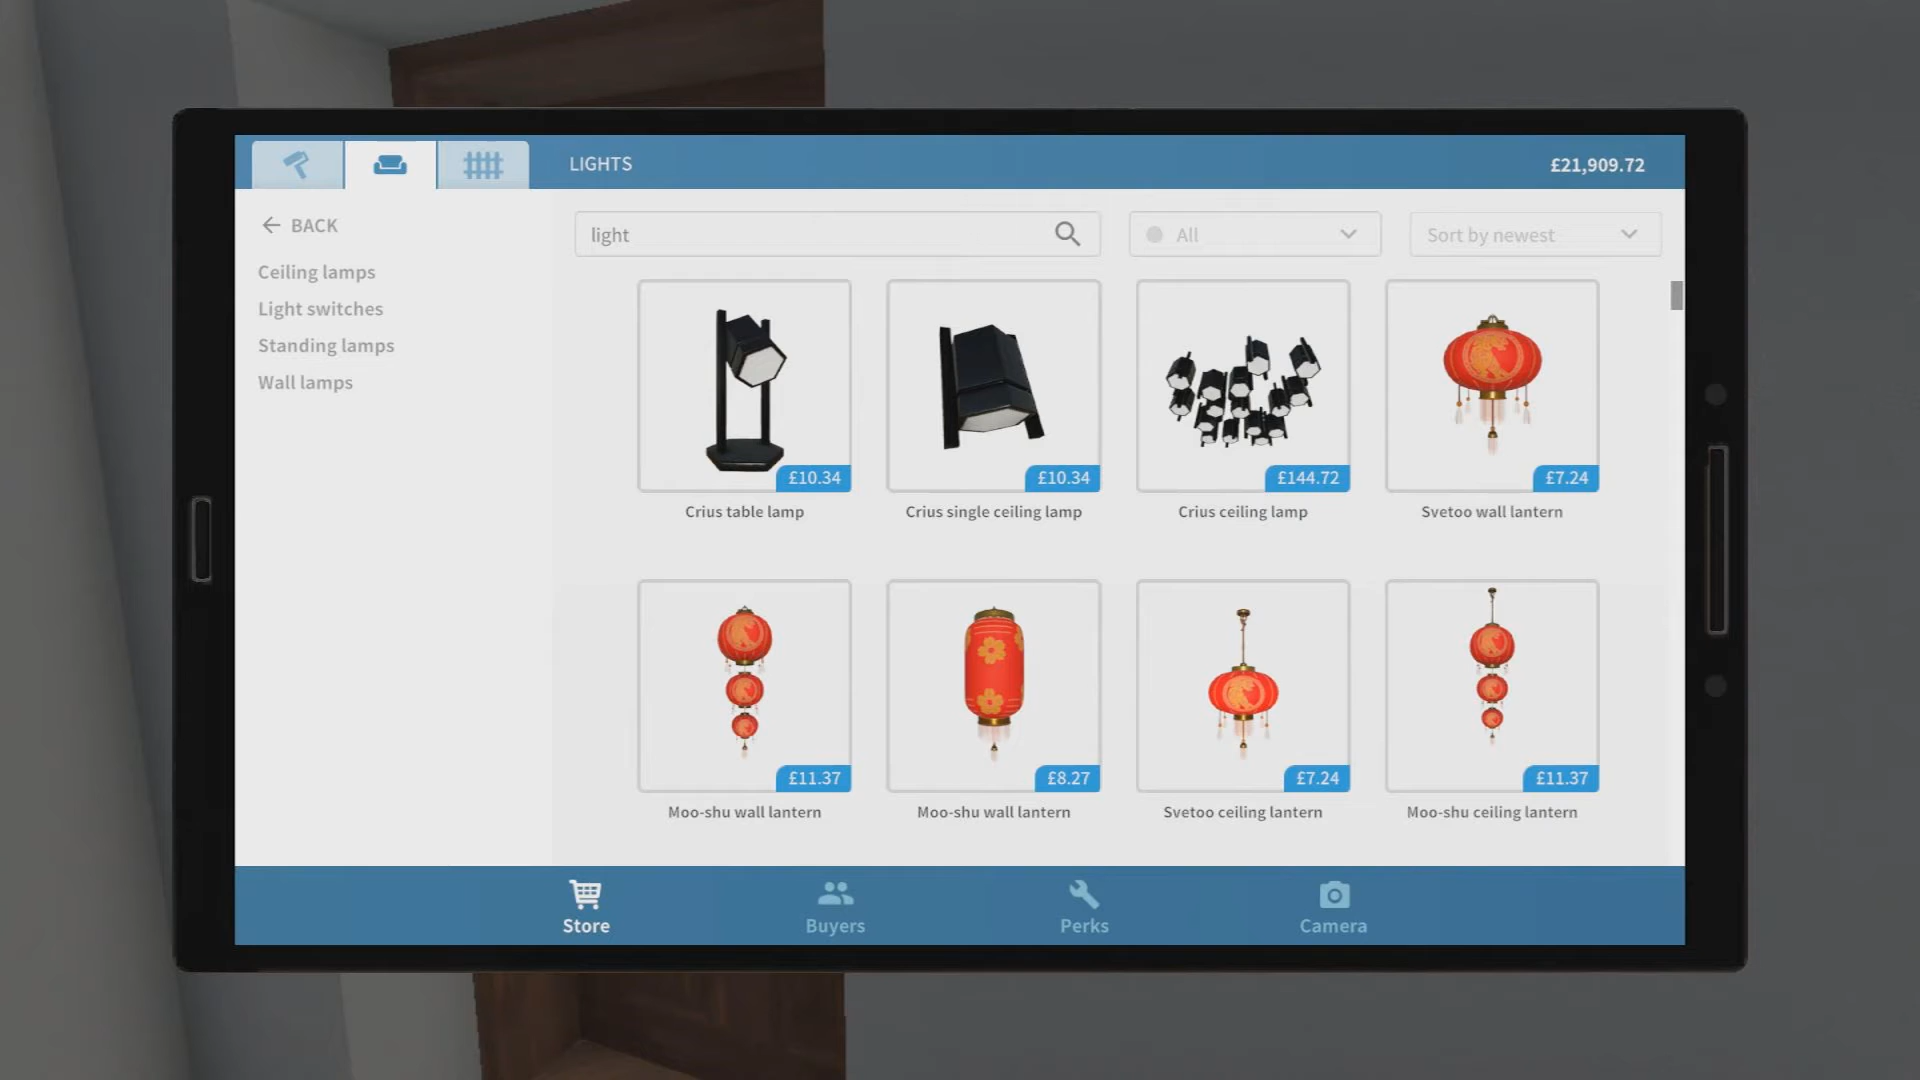 LIGHTS
£21,909.72
BACK
light
All
Sort by newest
Ceiling lamps
Light switches
Standing lamps
Wall lamps
£10.34
£10.34
£144.72
£7.24
Crius table lamp
Crius single ceiling lamp
Crius ceiling lamp
Svetoo wall lantern
£11.37
£8.27
£7.24
£11.37
Moo-shu wall lantern
Moo-shu wall lantern
Svetoo ceiling lantern
Moo-shu ceiling lantern
Store
Buyers
Perks
Camera